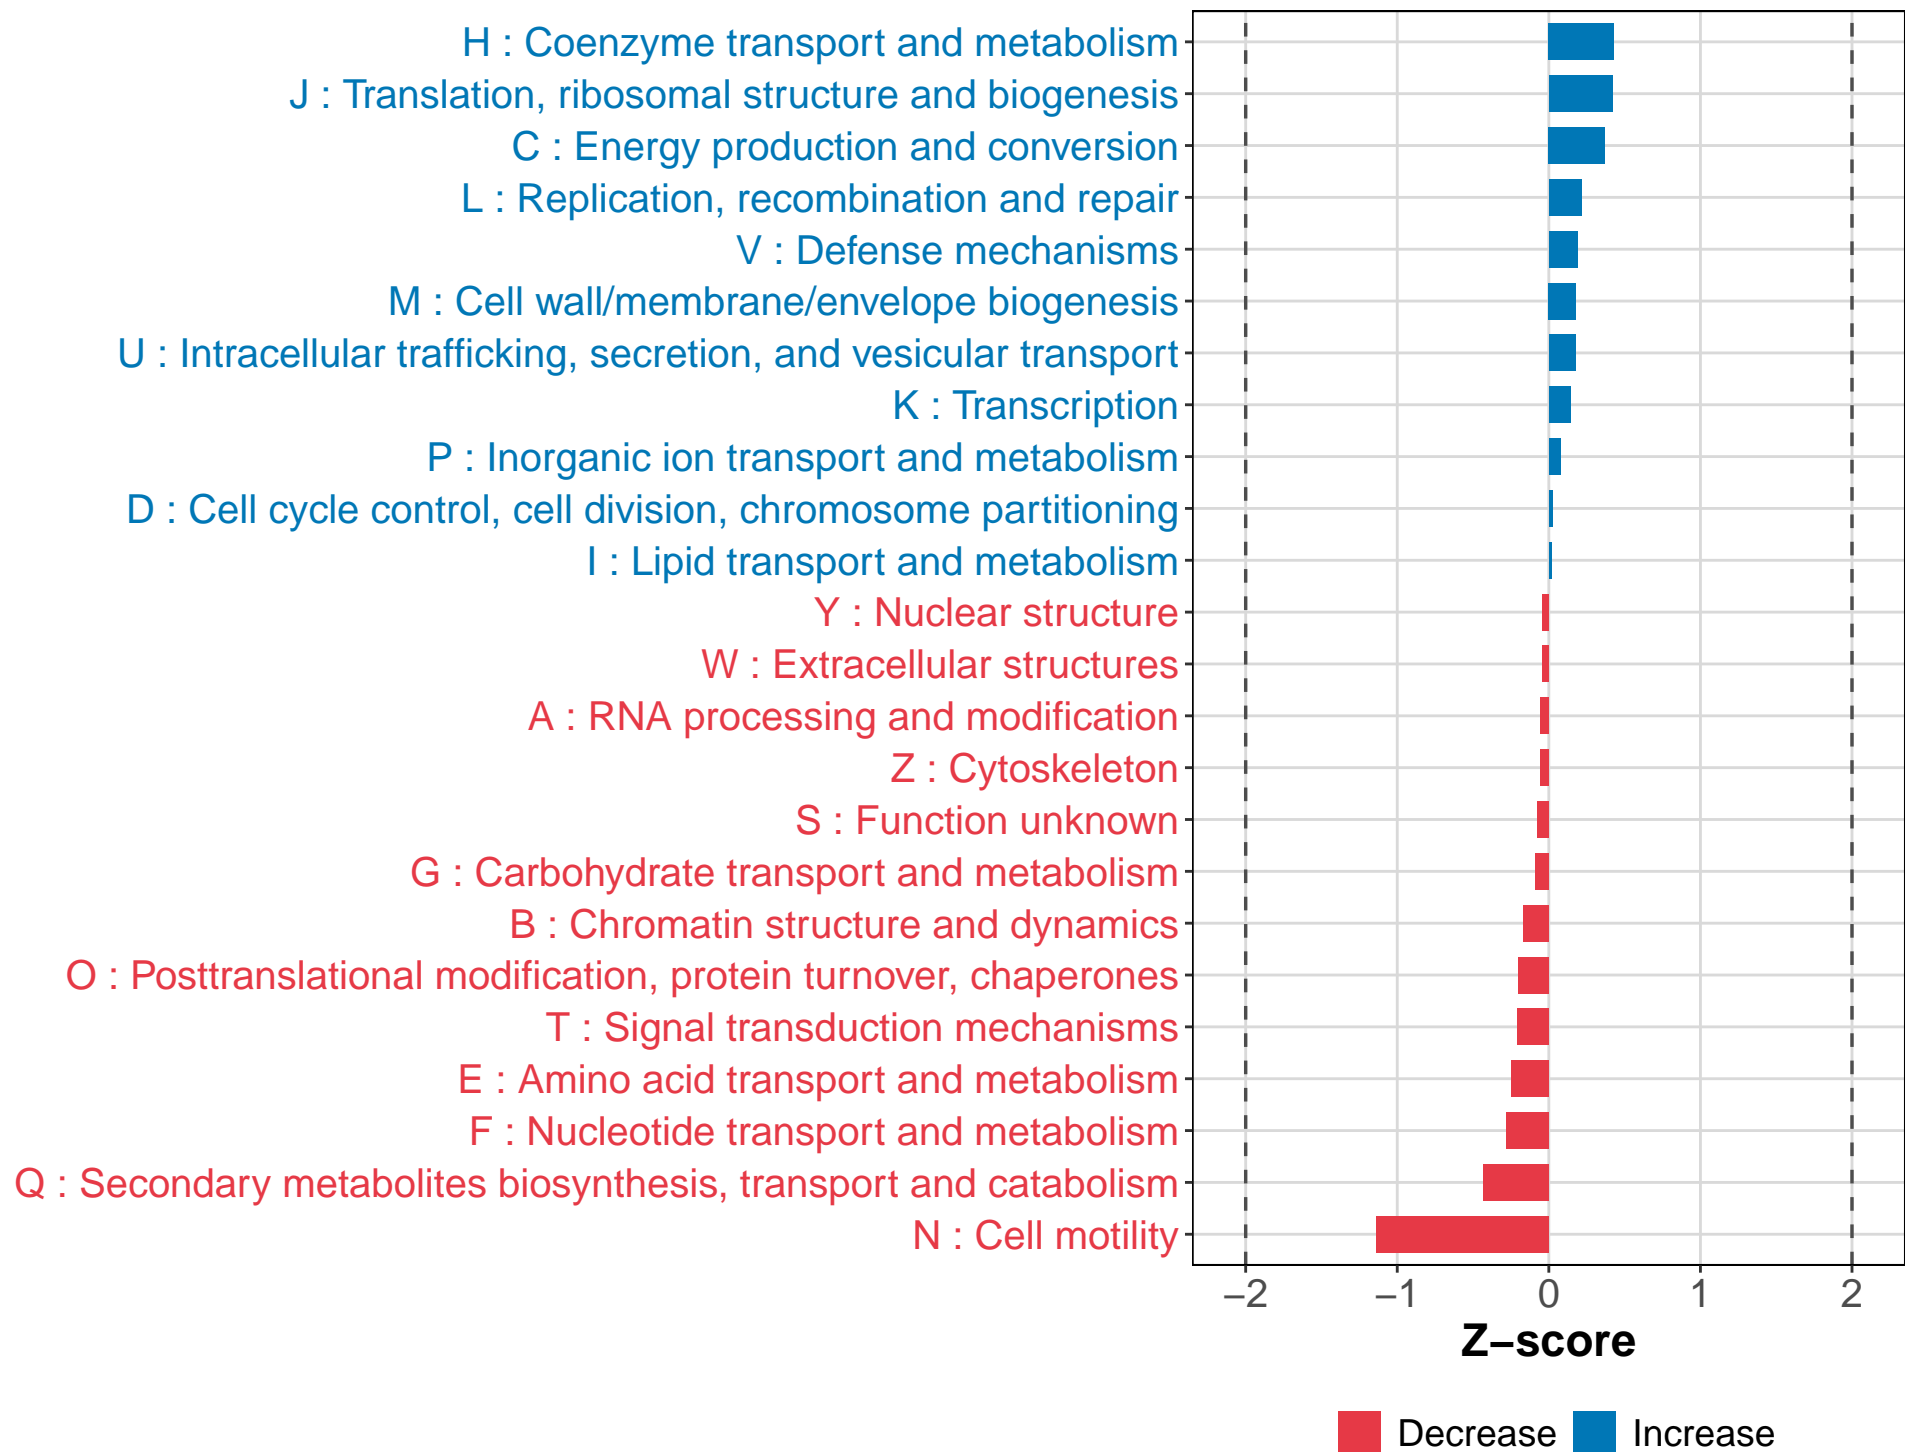 H : Coenzyme transport and metabolism
J : Translation, ribosomal structure and biogenesis
C : Energy production and conversion
L : Replication, recombination and repair
V : Defense mechanisms
M : Cell wall/membrane/envelope biogenesis
U : Intracellular trafficking, secretion, and vesicular transport
K : Transcription
P : Inorganic ion transport and metabolism
D : Cell cycle control, cell division, chromosome partitioning
I : Lipid transport and metabolism
Y : Nuclear structure
W : Extracellular structures
A : RNA processing and modification
Z : Cytoskeleton
S : Function unknown
G : Carbohydrate transport and metabolism
B : Chromatin structure and dynamics
O : Posttranslational modification, protein turnover, chaperones
T : Signal transduction mechanisms
E : Amino acid transport and metabolism
F : Nucleotide transport and metabolism
Q : Secondary metabolites biosynthesis, transport and catabolism
N : Cell motility
−2 −1 0 1 2
Z−score
Decrease Increase